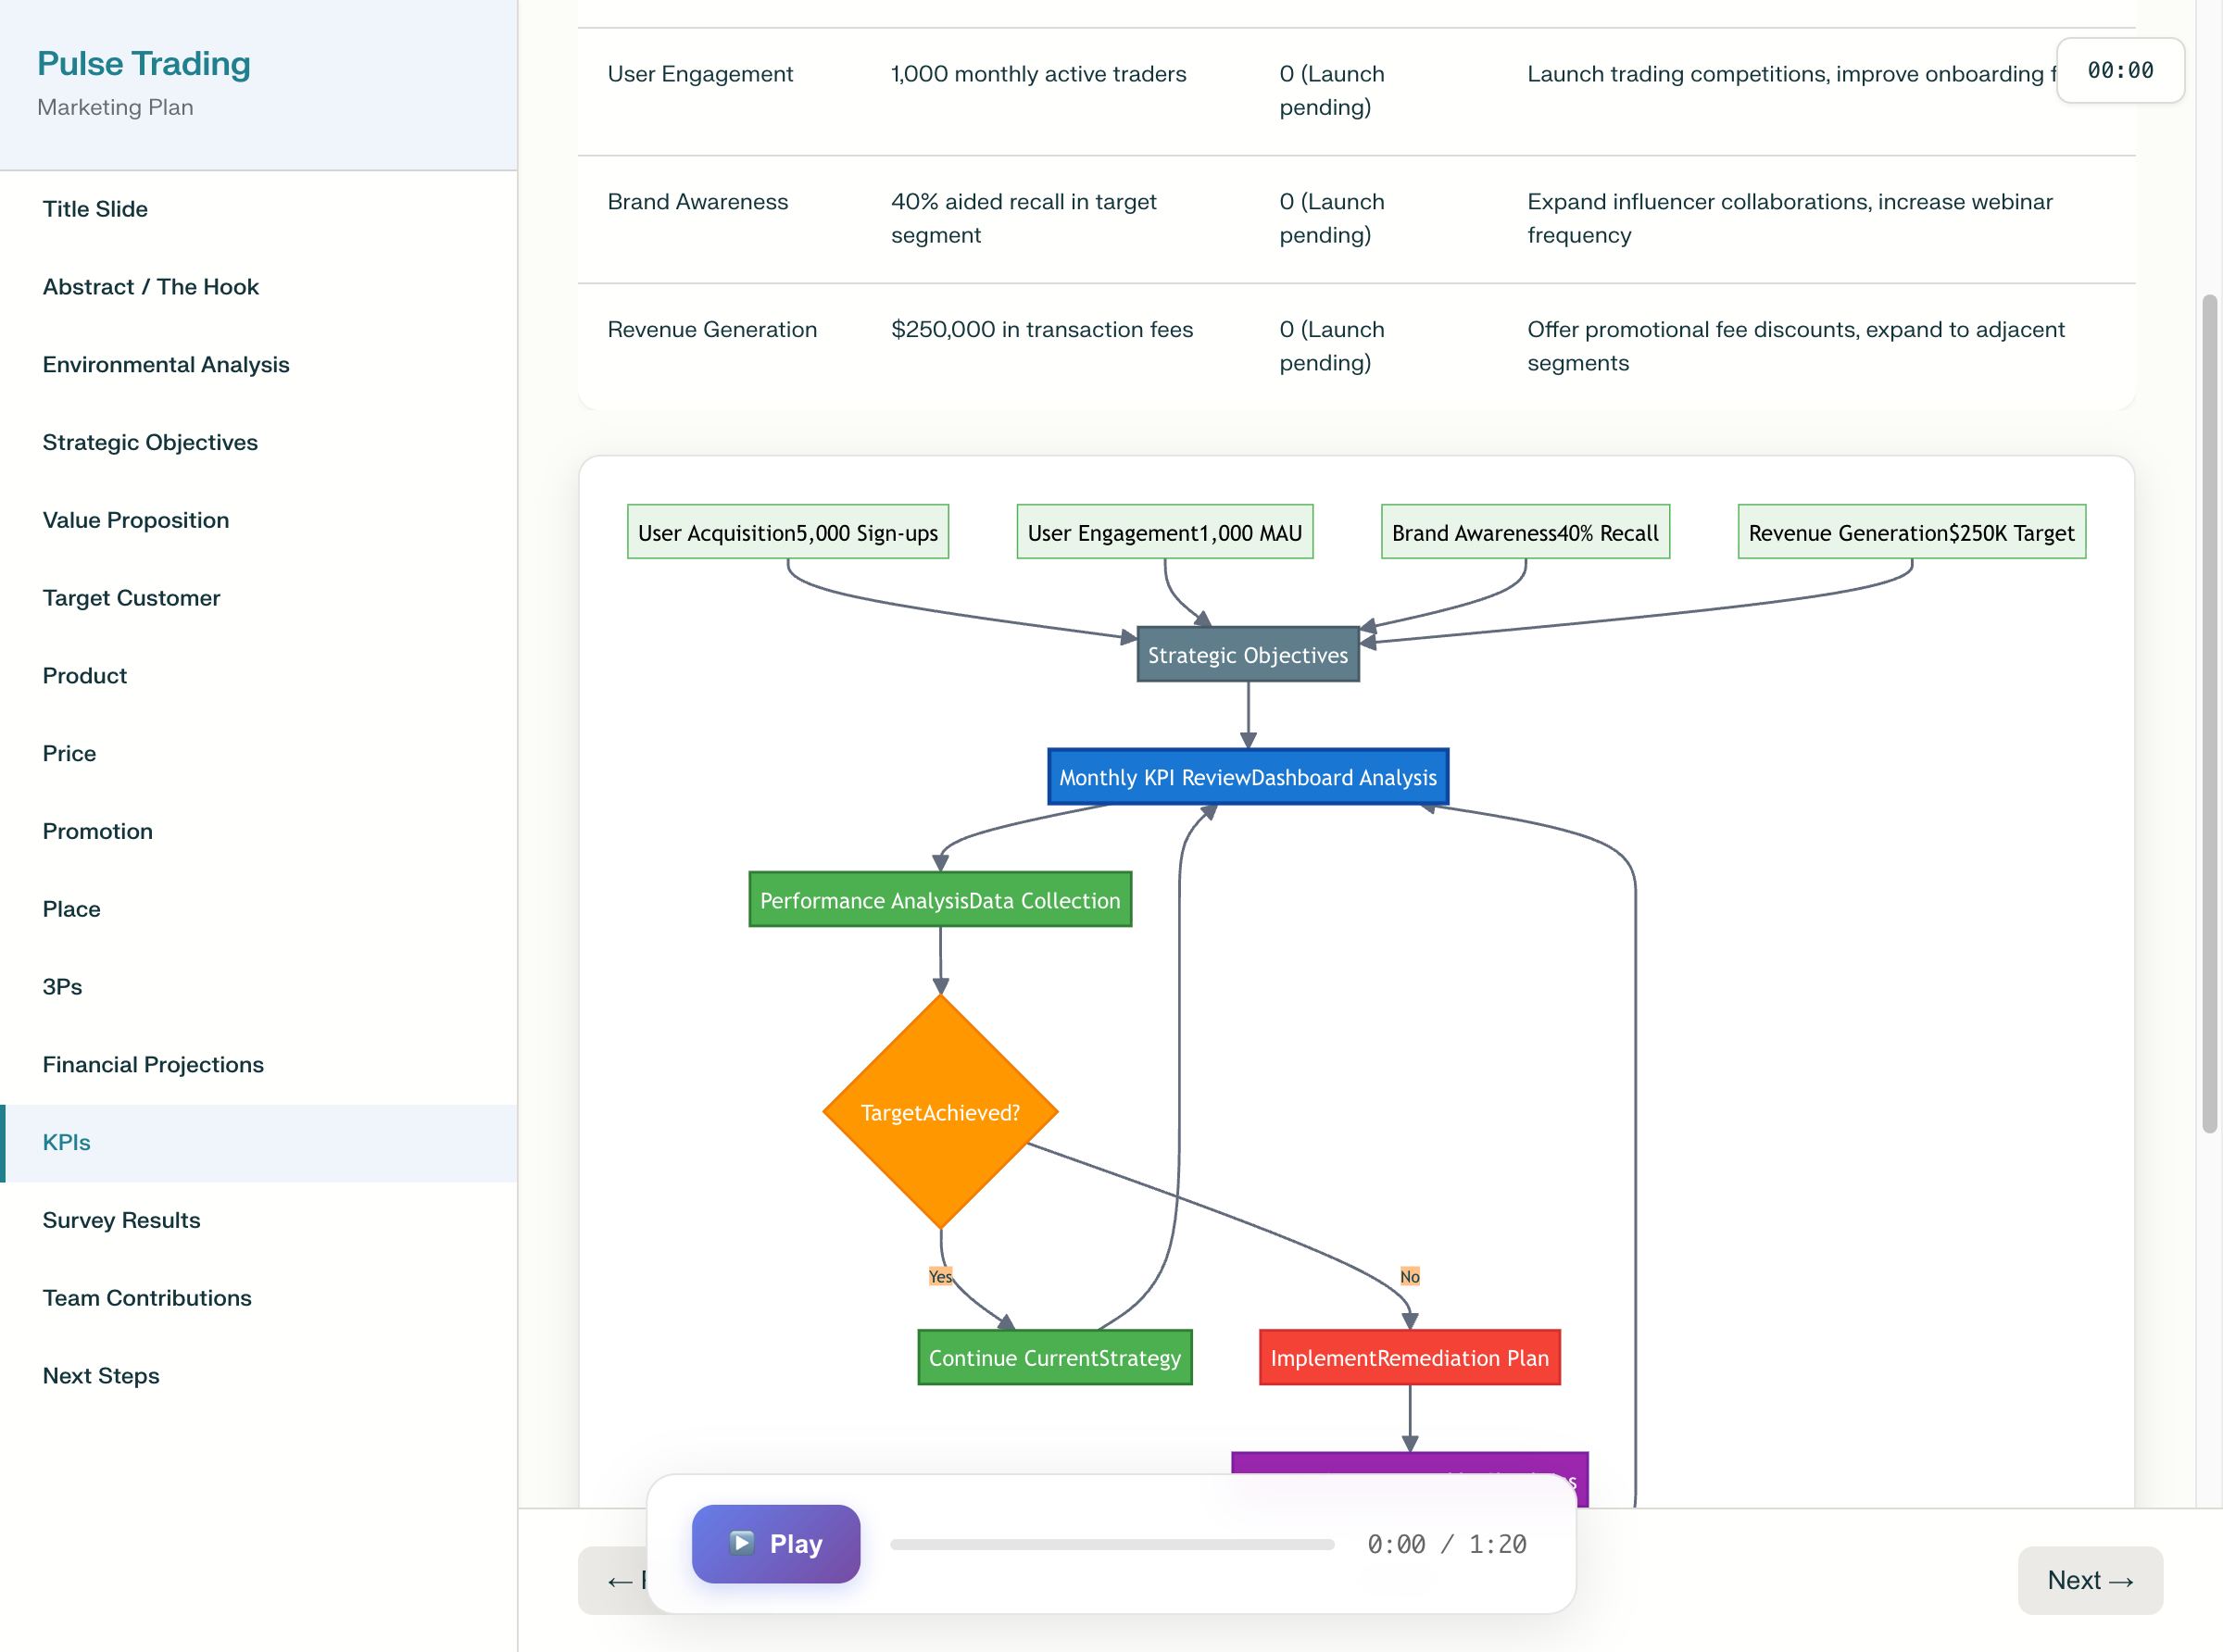 Pulse Trading
Marketing Plan
Title Slide
Abstract / The Hook
Environmental Analysis
Strategic Objectives
Value Proposition
Target Customer
Product
Price
Promotion
Place
3Ps
Financial Projections
KPIs
Survey Results
Team Contributions
Next Steps
00:00
User Engagement
1,000 monthly active traders
0 (Launch
pending)
Launch trading competitions, improve onboarding
Brand Awareness
40% aided recall in target
segment
0 (Launch
pending)
Expand influencer collaborations, increase webinar
frequency
Revenue Generation
$250,000 in transaction fees
0 (Launch
pending)
Offer promotional fee discounts, expand to adjacent
segments
User Acquisition5,000 Sign-ups
User Engagement1,000 MAU
Brand Awareness40% Recall
Revenue Generation$250K Target
Strategic Objectives
Monthly KPI ReviewDashboard Analysis
Performance AnalysisData Collection
TargetAchieved?
Yes
No
Continue CurrentStrategy
ImplementRemediation Plan
Play
0:00 / 1:20
←
Next →